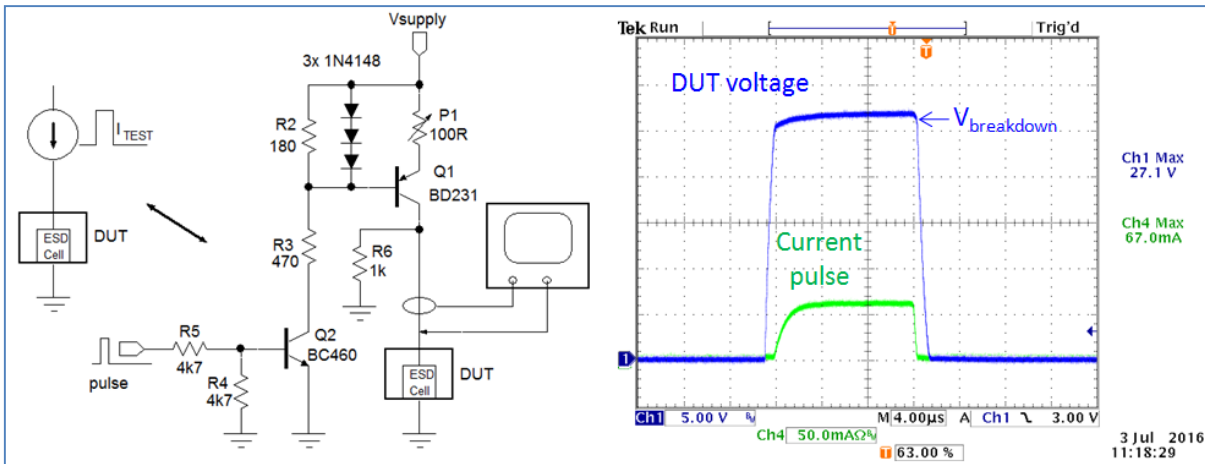 Vsupply
3x 1N4148
I TEST
R2
180
P1
100R
Q1
BD231
ESD
Cell
DUT
R3
470
R6
1k
Q2
BC460
R5
4k7
pulse
R4
4k7
ESD
Cell
DUT
Tek Run
Trig'd
T
DUT voltage
V breakdown
Ch1 Max
27.1 V
Ch4 Max
67.0mA
Current
pulse
1
Ch1 5.00 V M 4.00µs A Ch1 3.00 V
Ch4 50.0mAΩ
T 63.00 %
3 Jul 2016
11:18:29